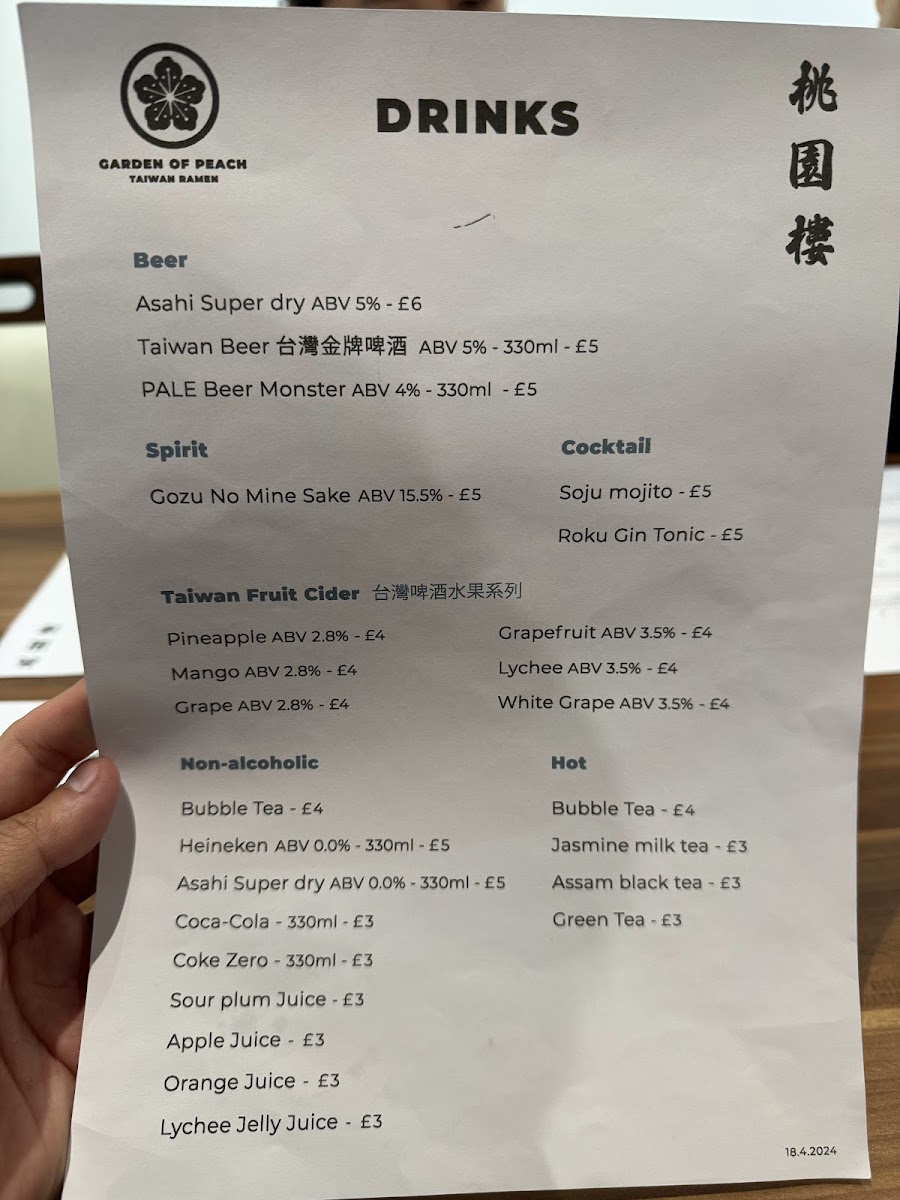 GARDEN OF PEACH
TAIWAN RAMEN
DRINKS
桃
園
樓
Beer
Asahi Super dry ABV 5% - £6
Taiwan Beer 台灣金牌啤酒 ABV 5% - 330ml - £5
PALE Beer Monster ABV 4% - 330ml - £5
Spirit
Gozu No Mine Sake ABV 15.5% - £5
Cocktail
Soju mojito - £5
Roku Gin Tonic - £5
Taiwan Fruit Cider 台灣啤酒水果系列
Pineapple ABV 2.8% - £4
Mango ABV 2.8% - £4
Grape ABV 2.8% - £4
Grapefruit ABV 3.5% - £4
Lychee ABV 3.5% - £4
White Grape ABV 3.5% - £4
Non-alcoholic
Bubble Tea - £4
Heineken ABV 0.0% - 330ml - £5
Asahi Super dry ABV 0.0% - 330ml - £5
Coca-Cola - 330ml - £3
Coke Zero - 330ml - £3
Sour plum Juice - £3
Apple Juice - £3
Orange Juice - £3
Lychee Jelly Juice - £3
Hot
Bubble Tea - £4
Jasmine milk tea - £3
Assam black tea - £3
Green Tea - £3
18.4.2024